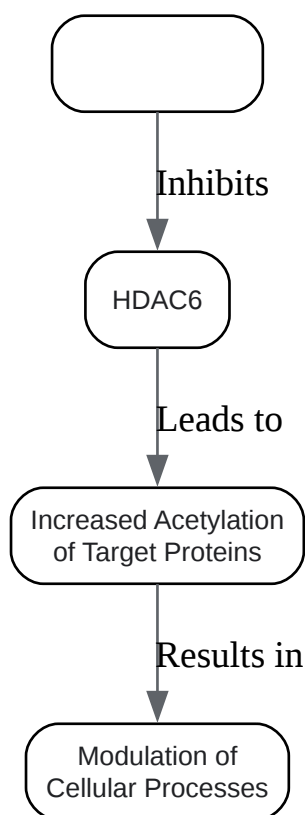 Inhibits
HDAC6
Leads to
Increased Acetylation
of Target Proteins
Results in
Modulation of
Cellular Processes